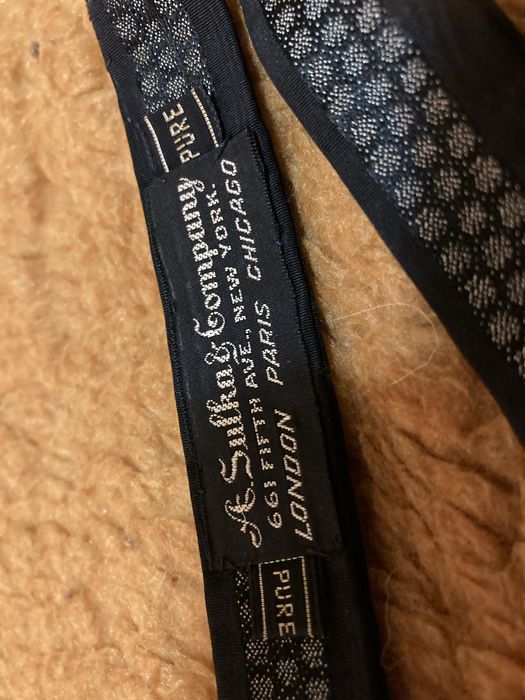 PURE
A. Sulka & Company
661 FIFTH AVE., NEW YORK.
LONDON PARIS CHICAGO
PURE